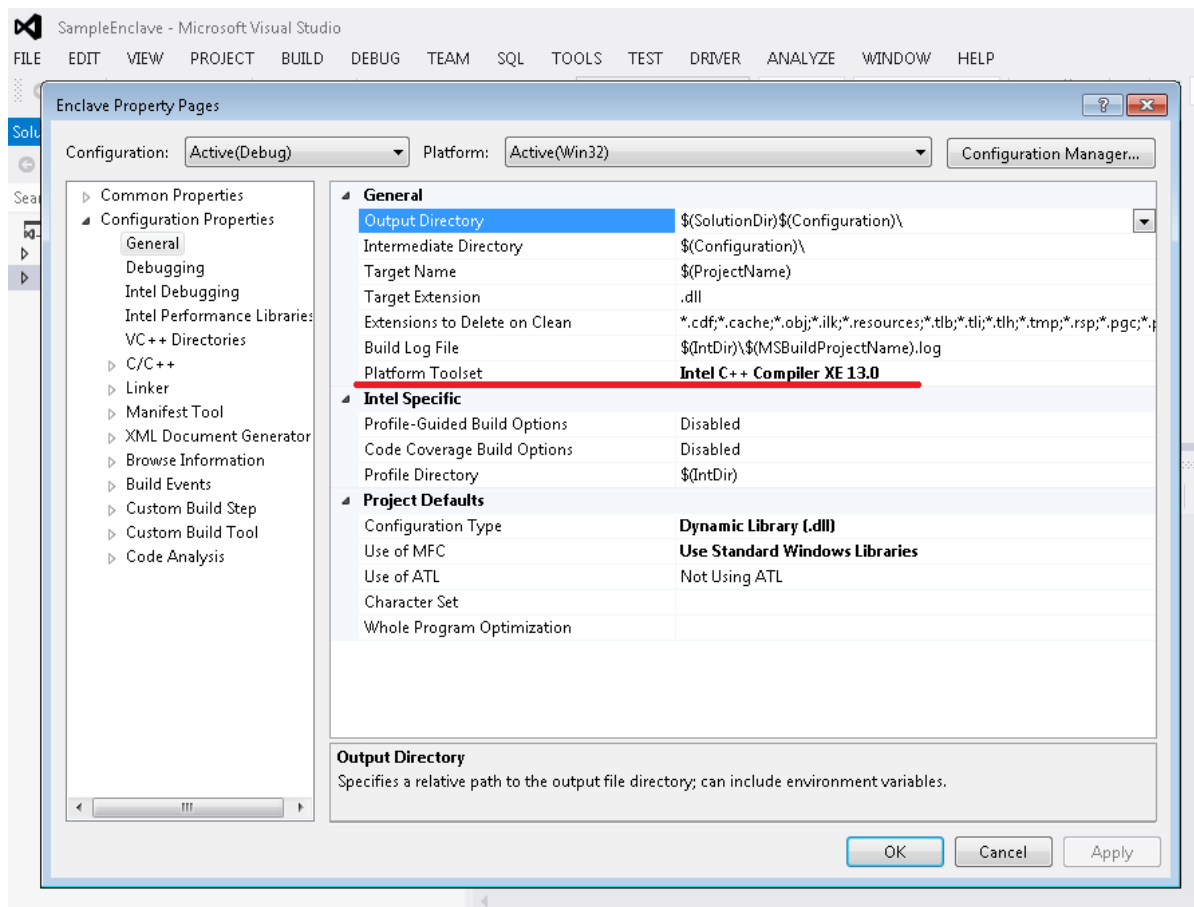 SampleEnclave - Microsoft Visual Studio
FILE EDIT VIEW PROJECT BUILD DEBUG TEAM SQL TOOLS TEST DRIVER ANALYZE WINDOW HELP
Enclave Property Pages
Solu
Configuration: Active(Debug) Platform: Active(Win32) Configuration Manager...
Sea
Common Properties
Configuration Properties
General
Debugging
Intel Debugging
Intel Performance Libraries
VC++ Directories
C/C++
Linker
Manifest Tool
XML Document Generator
Browse Information
Build Events
Custom Build Step
Custom Build Tool
Code Analysis
General
Output Directory $(SolutionDir)$(Configuration)\
Intermediate Directory $(Configuration)\
Target Name $(ProjectName)
Target Extension .dll
Extensions to Delete on Clean *.cdf;*.cache;*.obj;*.ilk;*.resources;*.tlb;*.tli;*.tlh;*.tmp;*.rsp;*.pgc;*.p
Build Log File $(IntDir)\$(MSBuildProjectName).log
Platform Toolset Intel C++ Compiler XE 13.0
Intel Specific
Profile-Guided Build Options Disabled
Code Coverage Build Options Disabled
Profile Directory $(IntDir)
Project Defaults
Configuration Type Dynamic Library (.dll)
Use of MFC Use Standard Windows Libraries
Use of ATL Not Using ATL
Character Set
Whole Program Optimization
Output Directory
Specifies a relative path to the output file directory; can include environment variables.
OK Cancel Apply